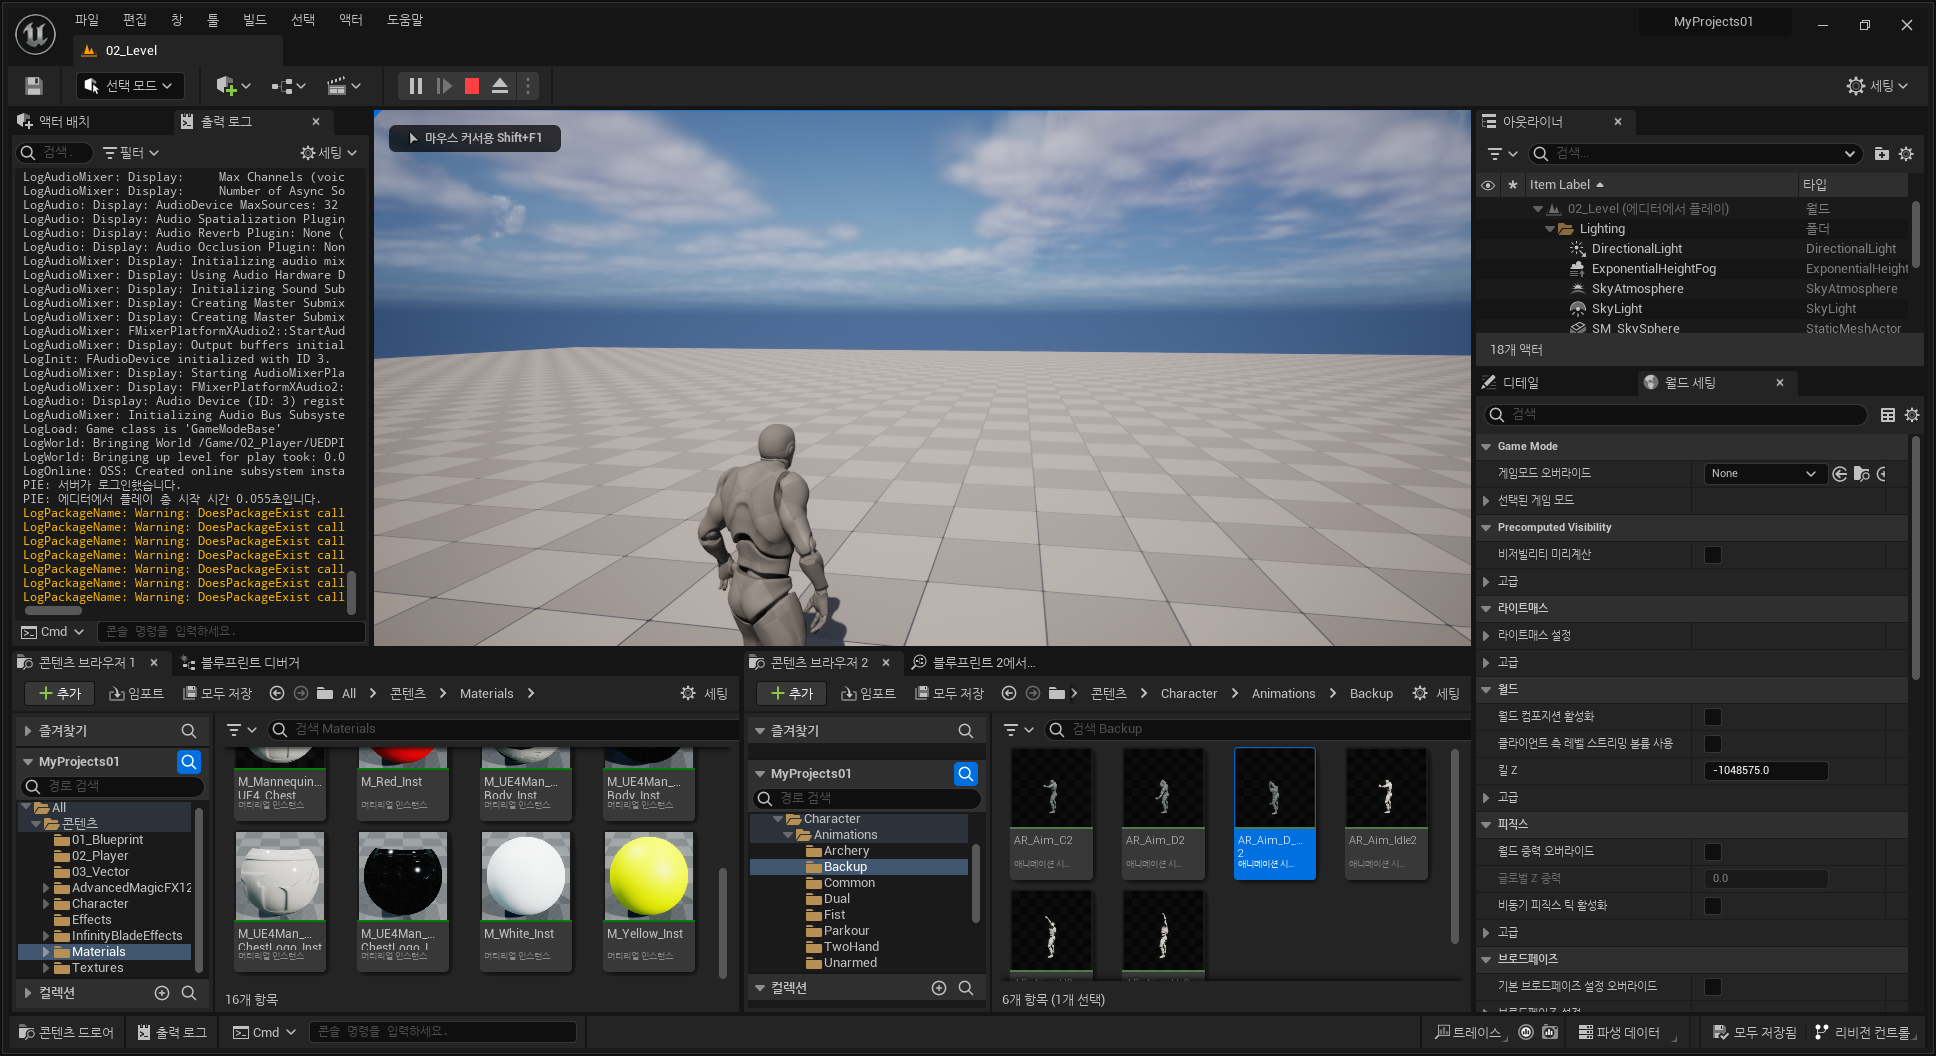 파일 편집 창 툴 빌드 선택 액터 도움말
MyProjects01
02_Level
선택 모드
세팅
액터 배치
출력 로그
검색.
필터
세팅
LogAudioMixer: Display: Max Channels (voic
LogAudioMixer: Display: Number of Async So
LogAudio: Display: AudioDevice MaxSources: 32
LogAudio: Display: Audio Spatialization Plugin
LogAudio: Display: Audio Reverb Plugin: None (
LogAudio: Display: Audio Occlusion Plugin: Non
LogAudioMixer: Display: Initializing audio mix
LogAudioMixer: Display: Using Audio Hardware D
LogAudioMixer: Display: Initializing Sound Sub
LogAudioMixer: Display: Creating Master Submix
LogAudioMixer: Display: Creating Master Submix
LogAudioMixer: FMixerPlatformXAudio2::StartAud
LogAudioMixer: Display: Output buffers initial
LogInit: FAudioDevice initialized with ID 3.
LogAudioMixer: Display: Starting AudioMixerPla
LogAudioMixer: Display: FMixerPlatformXAudio2:
LogAudio: Display: Audio Device (ID: 3) regist
LogAudioMixer: Initializing Audio Bus Subsyste
LogLoad: Game class is 'GameModeBase'
LogWorld: Bringing World /Game/02_Player/UEDPI
LogWorld: Bringing up level for play took: 0.0
LogOnline: OSS: Created online subsystem insta
PIE: 서버가 로그인했습니다.
PIE: 에디터에서 플레이 총 시작 시간 0.055초입니다.
LogPackageName: Warning: DoesPackageExist call
LogPackageName: Warning: DoesPackageExist call
LogPackageName: Warning: DoesPackageExist call
LogPackageName: Warning: DoesPackageExist call
LogPackageName: Warning: DoesPackageExist call
LogPackageName: Warning: DoesPackageExist call
LogPackageName: Warning: DoesPackageExist call
Cmd
콘솔 명령을 입력하세요.
마우스 커서용 Shift+F1
아웃라이너
검색...
Item Label
타입
02_Level (에디터에서 플레이)
월드
Lighting
폴더
DirectionalLight
DirectionalLight
ExponentialHeightFog
ExponentialHeight
SkyAtmosphere
SkyAtmosphere
SkyLight
SkyLight
SM_SkySphere
StaticMeshActor
18개 액터
디테일
월드 세팅
검색
Game Mode
게임모드 오버라이드
None
선택된 게임 모드
Precomputed Visibility
비저빌리티 미리계산
고급
라이트매스
라이트매스 설정
고급
월드
월드 컴포지션 활성화
클라이언트 측 레벨 스트리밍 볼륨 사용
킬 Z
-1048575.0
고급
피직스
월드 중력 오버라이드
글로벌 Z 중력
0.0
비동기 피직스 틱 활성화
고급
브로드페이즈
기본 브로드페이즈 설정 오버라이드
브로드페이즈 설정
콘텐츠 브라우저 1
블루프린트 디버거
추가
임포트
모두 저장
All
콘텐츠
Materials
세팅
즐겨찾기
검색 Materials
MyProjects01
경로 검색
All
콘텐츠
01_Blueprint
02_Player
03_Vector
AdvancedMagicFX12
Character
Effects
InfinityBladeEffects
Materials
Textures
컬렉션
M_Mannequin...
UE4_Chest
머티리얼 인스턴스
M_Red_Inst
머티리얼 인스턴스
M_UE4Man_...
Body_Inst
머티리얼 인스턴스
M_UE4Man_...
Body_Inst
머티리얼 인스턴스
M_UE4Man_...
ChestLogo_Inst
머티리얼 인스턴스
M_UE4Man_...
ChestLogo_I
머티리얼 인스턴스
M_White_Inst
머티리얼 인스턴스
M_Yellow_Inst
머티리얼 인스턴스
16개 항목
콘텐츠 브라우저 2
블루프린트 2에서...
추가
임포트
모두 저장
콘텐츠
Character
Animations
Backup
세팅
즐겨찾기
검색 Backup
MyProjects01
경로 검색
Character
Animations
Archery
Backup
Common
Dual
Fist
Parkour
TwoHand
Unarmed
컬렉션
AR_Aim_C2
애니메이션 시...
AR_Aim_D2
애니메이션 시...
AR_Aim_D_...
2
애니메이션 시...
AR_Aim_Idle2
애니메이션 시...
6개 항목 (1개 선택)
콘텐츠 드로어
출력 로그
Cmd
콘솔 명령을 입력하세요.
트레이스
파생 데이터
모두 저장됨
리비전 컨트롤